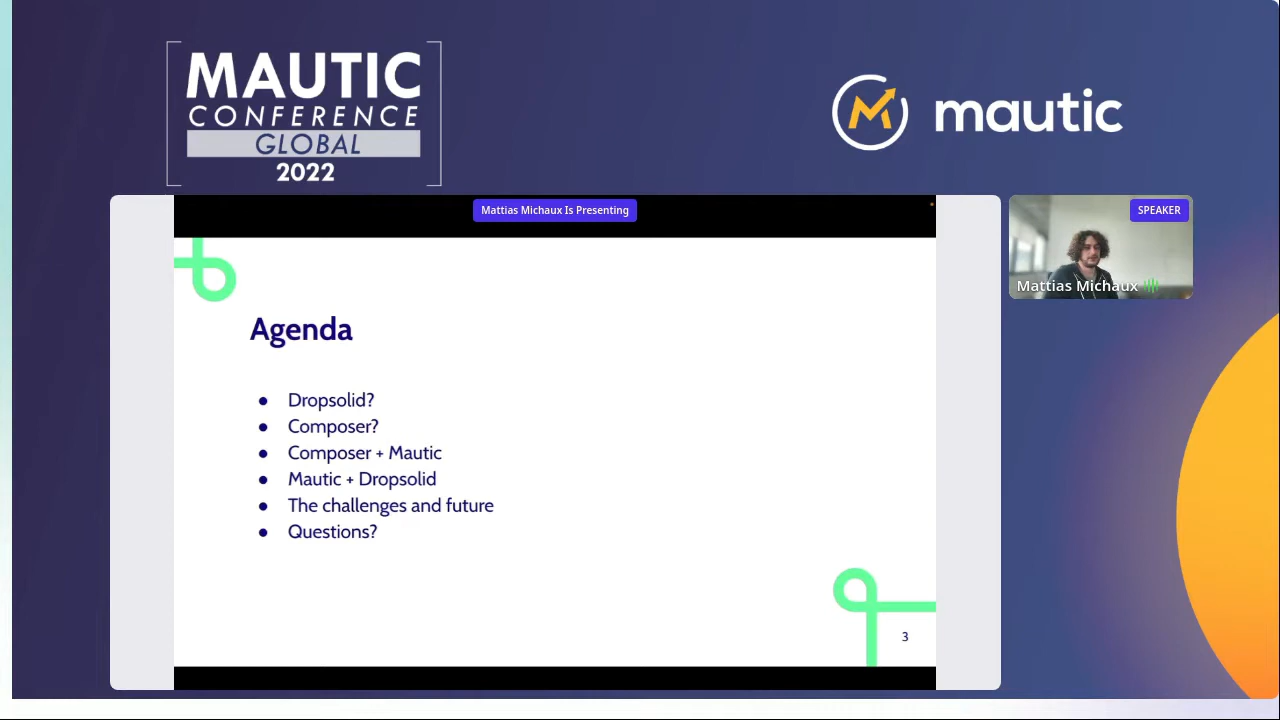 MAUTIC
CONFERENCE
GLOBAL
2022
mautic
Mattias Michaux Is Presenting
SPEAKER
Mattias Michaux
Agenda
● Dropsolid?
● Composer?
● Composer + Mautic
● Mautic + Dropsolid
● The challenges and future
● Questions?
3